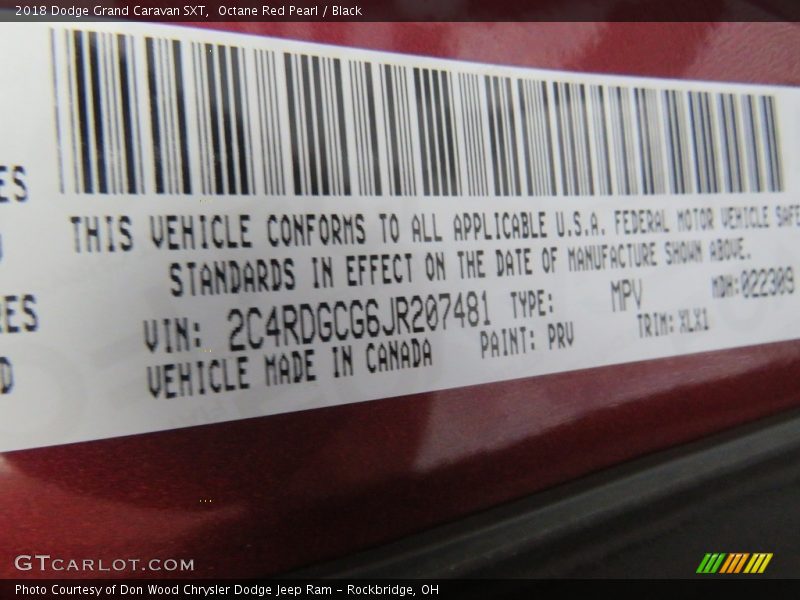 2018 Dodge Grand Caravan SXT,  Octane Red Pearl / Black
ES
RES
D
THIS VEHICLE CONFORMS TO ALL APPLICABLE U.S.A. FEDERAL MOTOR VEHICLE SAFE
STANDARDS IN EFFECT ON THE DATE OF MANUFACTURE SHOWN ABOVE.
VIN: 2C4RDGCG6JR207481 TYPE: MPV MDH:022309
VEHICLE MADE IN CANADA PAINT: PRV TRIM:XLX1
GTCARLOT.COM
Photo Courtesy of Don Wood Chrysler Dodge Jeep Ram - Rockbridge, OH